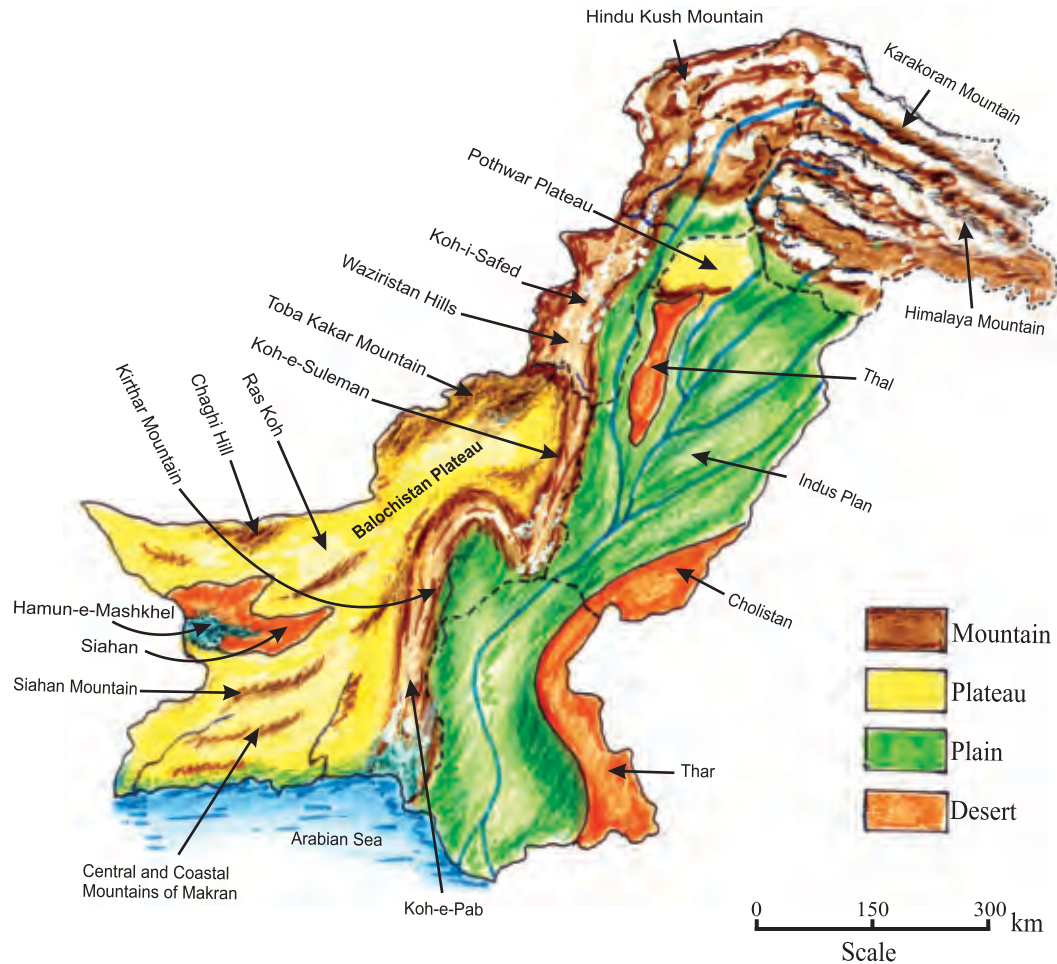 Hindu Kush Mountain
Karakoram Mountain
Pothwar Plateau
Koh-i-Safed
Waziristan Hills
Toba Kakar Mountain
Koh-e-Suleman
Himalaya Mountain
Thal
Kirthar Mountain
Chaghi Hill
Ras Koh
Balochistan Plateau
Indus Plan
Cholistan
Hamun-e-Mashkhel
Siahan
Siahan Mountain
Thar
Arabian Sea
Central and Coastal
Mountains of Makran
Koh-e-Pab
Mountain
Plateau
Plain
Desert
0 150 300 km
Scale